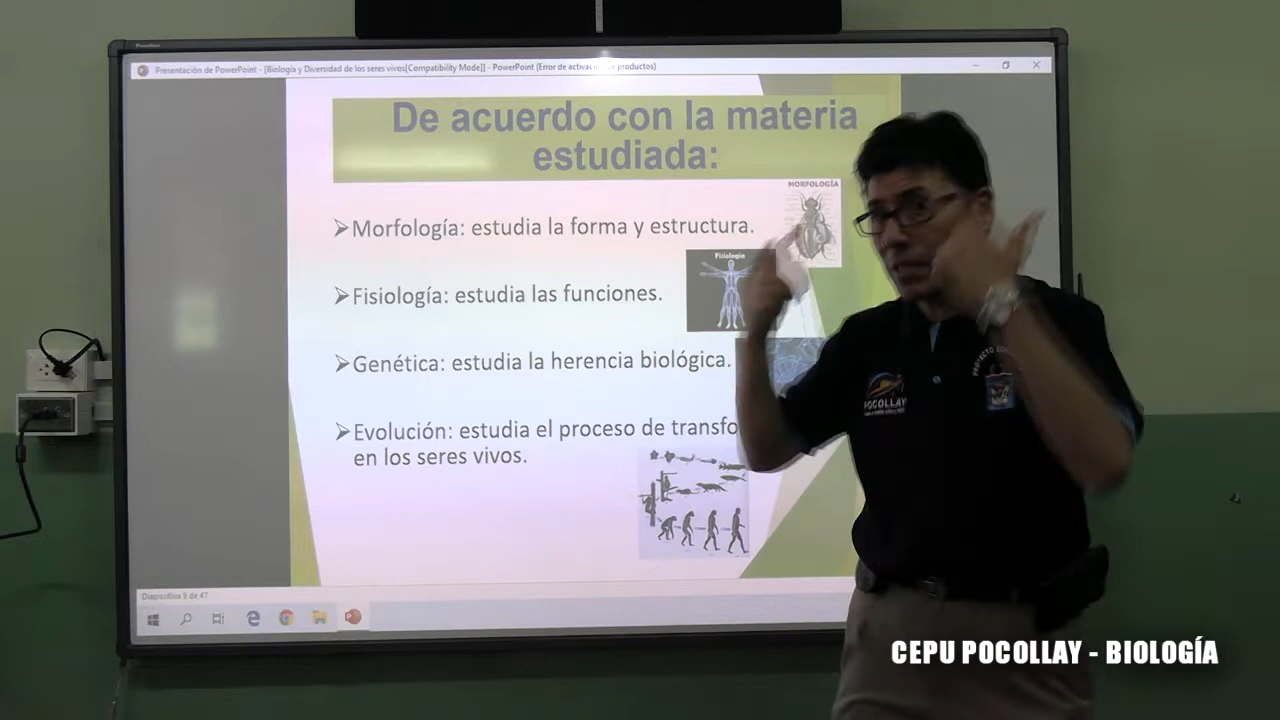 Presentación de PowerPoint - [Biología y Diversidad de los seres vivos[Compatibility Mode]] - PowerPoint (Error de de productos)
De acuerdo con la materia
estudiada:
MORFOLOGÍA
➢Morfología: estudia la forma y estructura.
Fisiología
➢Fisiología: estudia las funciones.
➢Genética: estudia la herencia biológica.
➢Evolución: estudia el proceso de transfo
en los seres vivos.
POCOLLAY
PROYECTO
Diapositiva 9 de 47
CEPU POCOLLAY - BIOLOGÍA